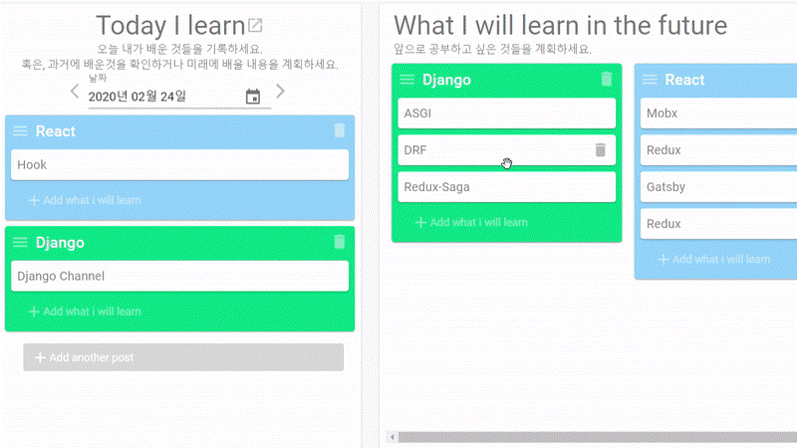 Today I learn
오늘 내가 배운 것들을 기록하세요.
혹은, 과거에 배운것을 확인하거나 미래에 배울 내용을 계획하세요.
날짜
2020년 02월 24일
React
Hook
+ Add what i will learn
Django
Django Channel
+ Add what i will learn
+ Add another post
What I will learn in the future
앞으로 공부하고 싶은 것들을 계획하세요.
Django
ASGI
DRF
Redux-Saga
+ Add what i will learn
React
Mobx
Redux
Gatsby
Redux
+ Add what i will learn